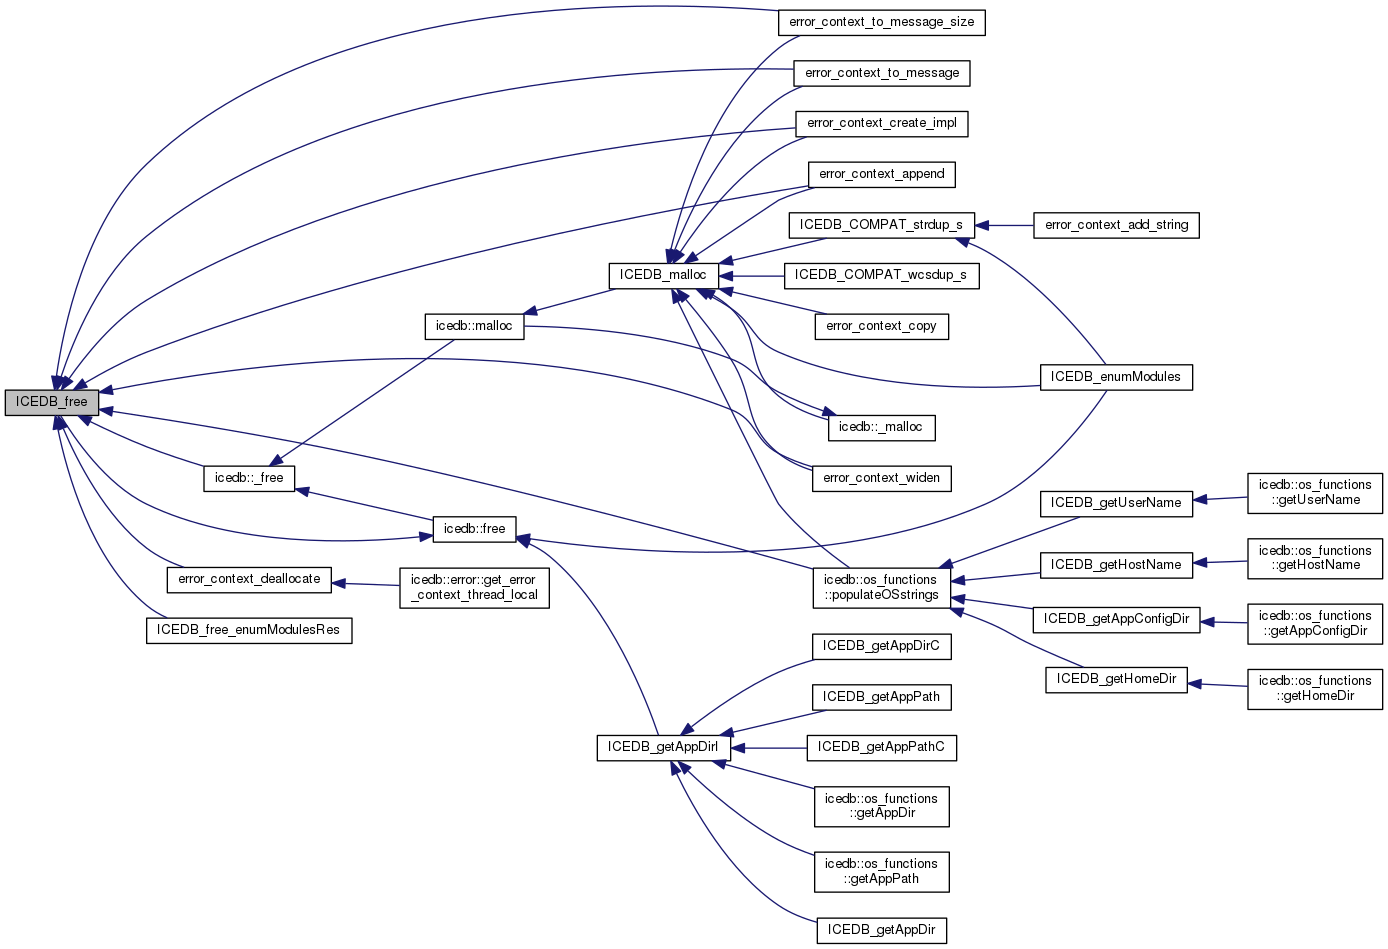 error_context_to_message_size
error_context_to_message
error_context_create_impl
error_context_append
ICEDB_COMPAT_strdup_s
error_context_add_string
ICEDB_malloc
ICEDB_COMPAT_wcsdup_s
icedb::malloc
error_context_copy
ICEDB_enumModules
ICEDB_free
icedb::_malloc
icedb::_free
error_context_widen
ICEDB_getUserName
icedb::os_functions
::getUserName
icedb::free
ICEDB_getHostName
icedb::os_functions
::getHostName
error_context_deallocate
icedb::error::get_error
_context_thread_local
icedb::os_functions
::populateOSstrings
ICEDB_getAppConfigDir
icedb::os_functions
::getAppConfigDir
ICEDB_free_enumModulesRes
ICEDB_getAppDirC
ICEDB_getHomeDir
icedb::os_functions
::getHomeDir
ICEDB_getAppPath
ICEDB_getAppDirI
ICEDB_getAppPathC
icedb::os_functions
::getAppDir
icedb::os_functions
::getAppPath
ICEDB_getAppDir